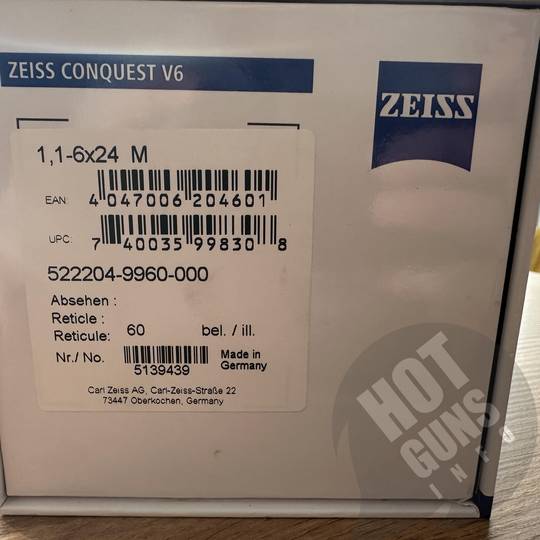 ZEISS CONQUEST V6
ZEISS
1,1-6x24 M
EAN:
4 047006 204601
UPC:
7 40035 99830 8
522204-9960-000
Absehen :
Reticle :
Reticule: 60 bel. / ill.
Nr./ No. 5139439 Made in
Germany
Carl Zeiss AG, Carl-Zeiss-Straße 22
73447 Oberkochen, Germany
HOT
GUNS
INFO